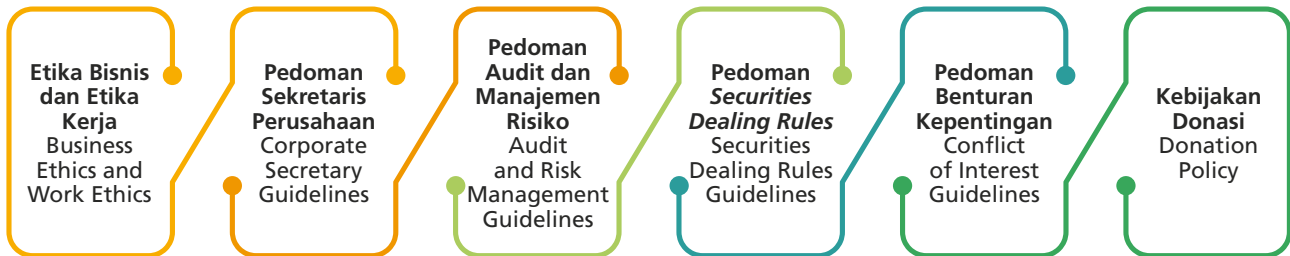 Etika Bisnis
dan Etika
Kerja
Business
Ethics and
Work Ethics
Pedoman
Sekretaris
Perusahaan
Corporate
Secretary
Guidelines
Pedoman
Audit dan
Manajemen
Risiko
Audit
and Risk
Management
Guidelines
Pedoman
Securities
Dealing Rules
Securities
Dealing Rules
Guidelines
Pedoman
Benturan
Kepentingan
Conflict
of Interest
Guidelines
Kebijakan
Donasi
Donation
Policy